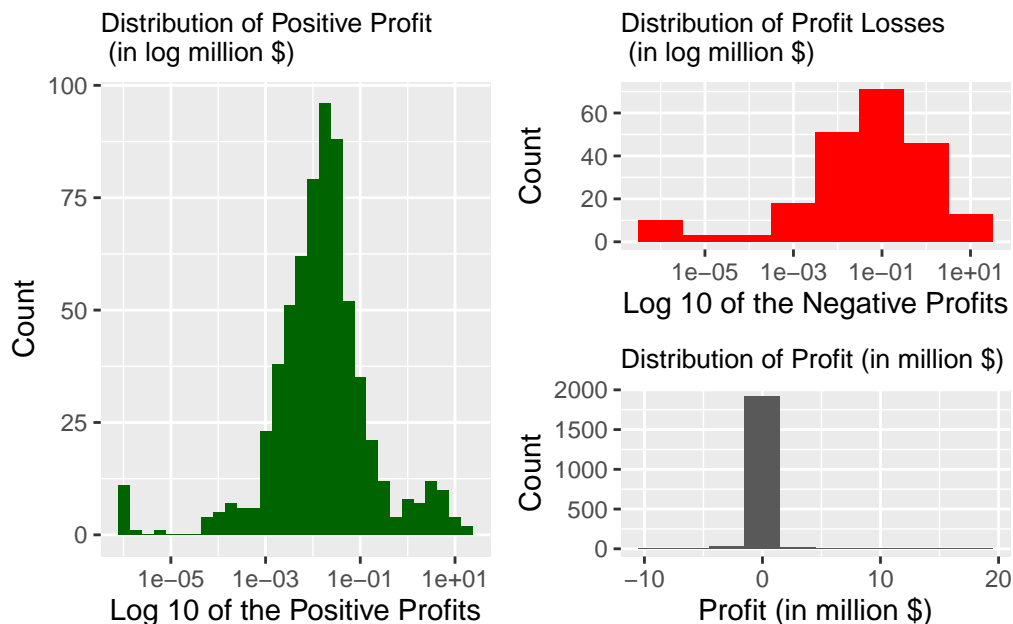 Distribution of Positive Profit
(in log million $)
100
75
50
25
0
Count
1e−05
1e−03
1e−01
1e+01
Log 10 of the Positive Profits
Distribution of Profit Losses
(in log million $)
60
40
20
0
Count
1e−05
1e−03
1e−01
1e+01
Log 10 of the Negative Profits
Distribution of Profit (in million $)
2000
1500
1000
500
0
Count
−10
0
10
20
Profit (in million $)